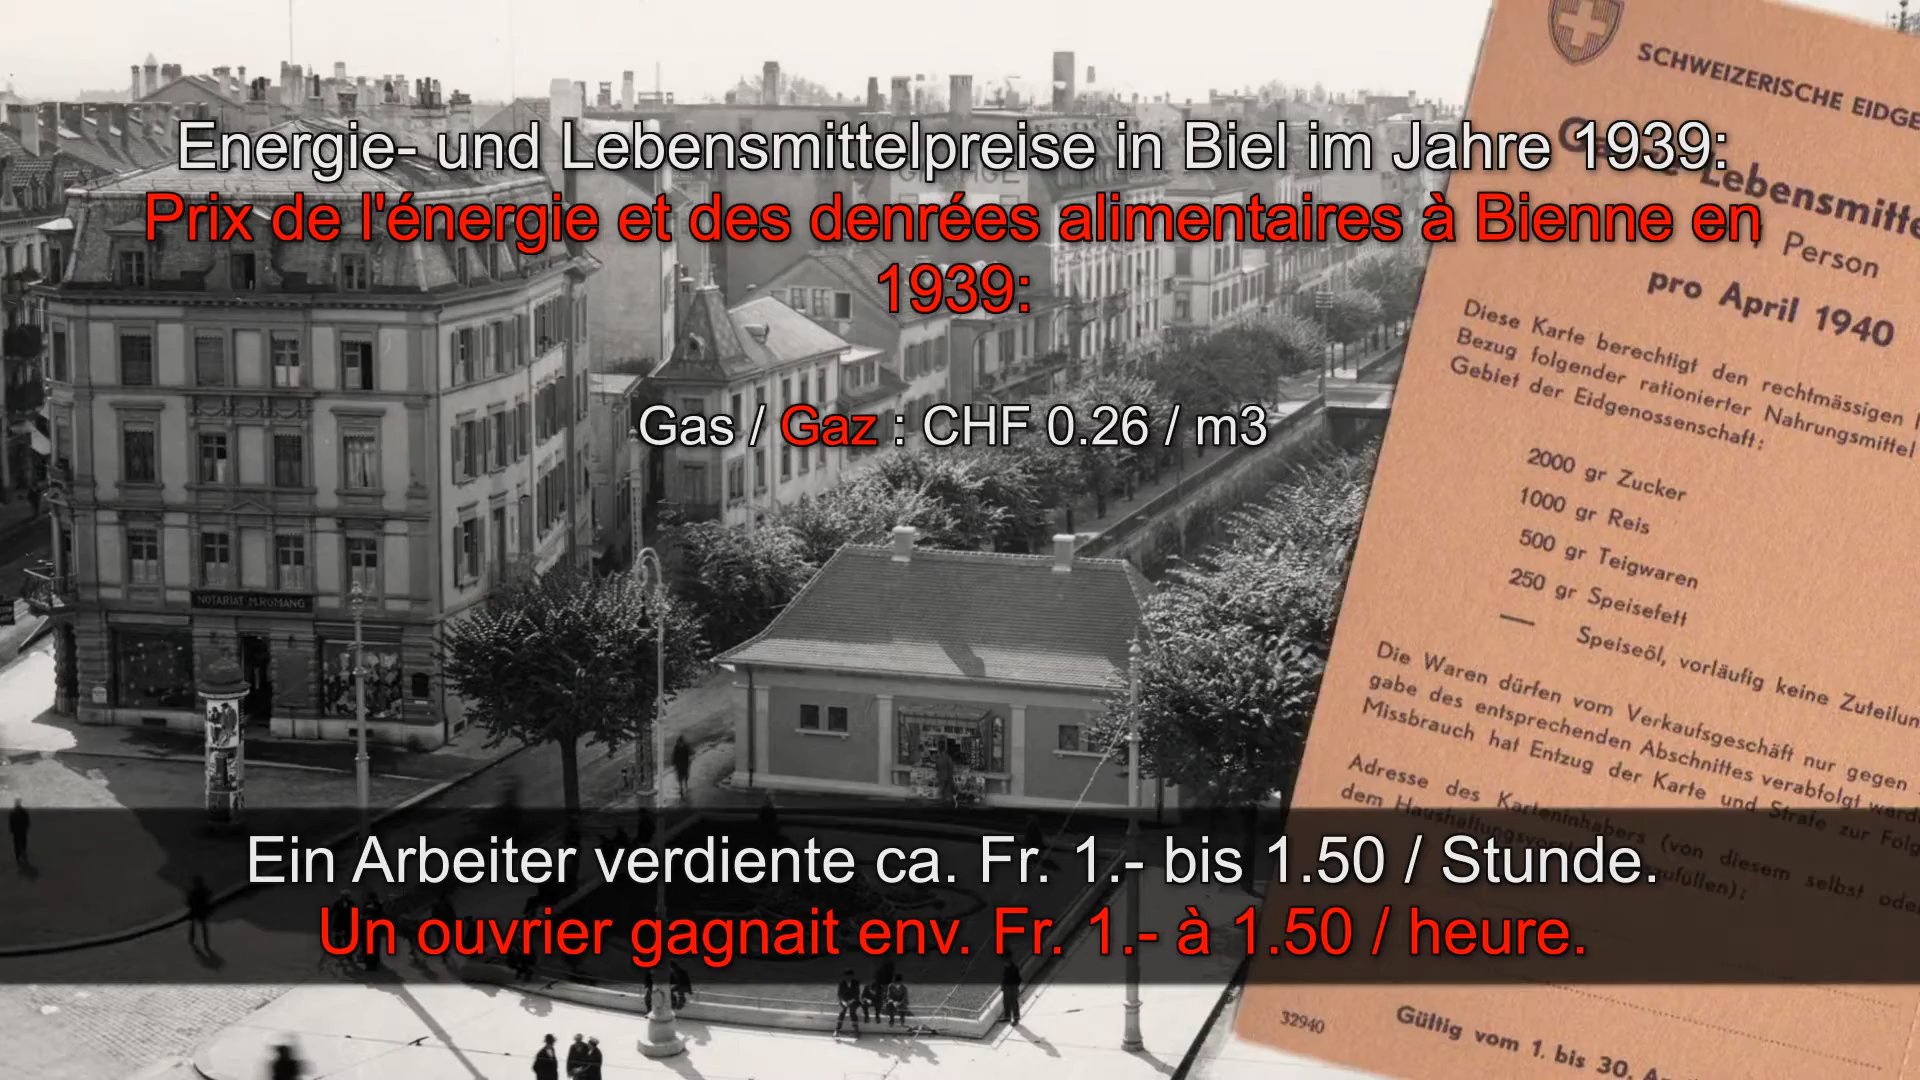 Energie- und Lebensmittelpreise in Biel im Jahre 1939:
Prix de l'énergie et des denrées alimentaires à Bienne en
1939:
Gas / Gaz : CHF 0.26 / m3
NOTARIAT M.ROMANG
Ein Arbeiter verdiente ca. Fr. 1.- bis 1.50 / Stunde.
Un ouvrier gagnait env. Fr. 1.- à 1.50 / heure.
SCHWEIZERISCHE EIDGE
Lebensmitte
Person
pro April 1940
Diese Karte berechtigt den rechtmässigen
Bezug folgender rationierter Nahrungsmittel
Gebiet der Eidgenossenschaft:
2000 gr Zucker
1000 gr Reis
500 gr Teigwaren
250 gr Speisefett
— Speiseöl, vorläufig keine Zuteilun
Die Waren dürfen vom Verkaufsgeschäft nur gegen
gabe des entsprechenden Abschnittes verabfolgt werd
Missbrauch hat Entzug der Karte und Strafe zur Folg
Adresse des Karteninhabers (von diesem selbst oder
dem
zufüllen):
32940
Gültig vom 1. bis 30. A